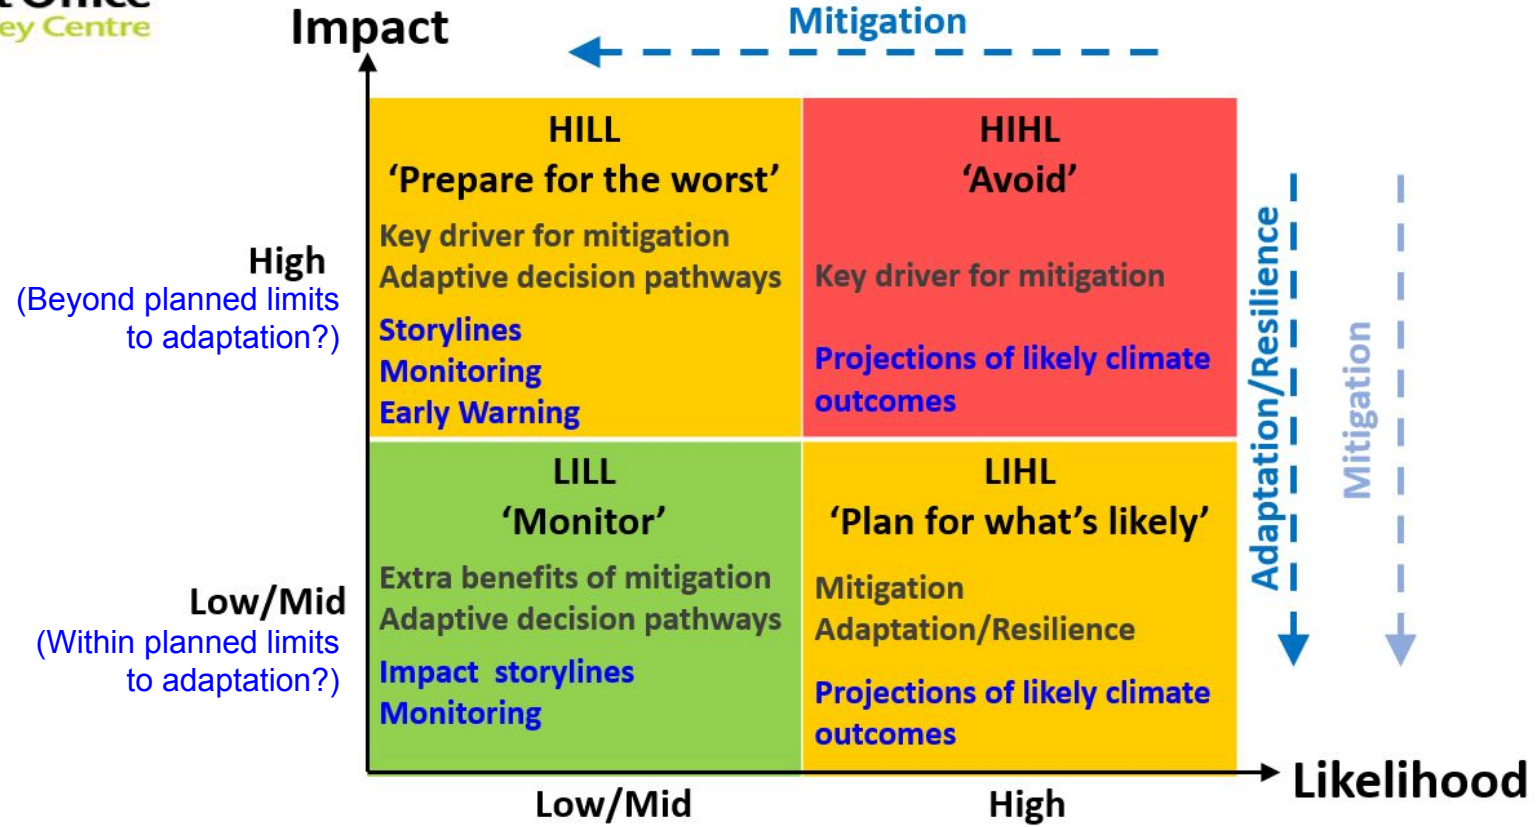 Office
ey Centre
Impact
Mitigation
HILL
‘Prepare for the worst’
Key driver for mitigation
Adaptive decision pathways
Storylines
Monitoring
Early Warning
HIHL
‘Avoid’
Key driver for mitigation
Projections of likely climate
outcomes
High
(Beyond planned limits
to adaptation?)
Adaptation/Resilience
Mitigation
LILL
‘Monitor’
Extra benefits of mitigation
Adaptive decision pathways
Impact storylines
Monitoring
LIHL
‘Plan for what’s likely’
Mitigation
Adaptation/Resilience
Projections of likely climate
outcomes
Low/Mid
(Within planned limits
to adaptation?)
Likelihood
Low/Mid
High